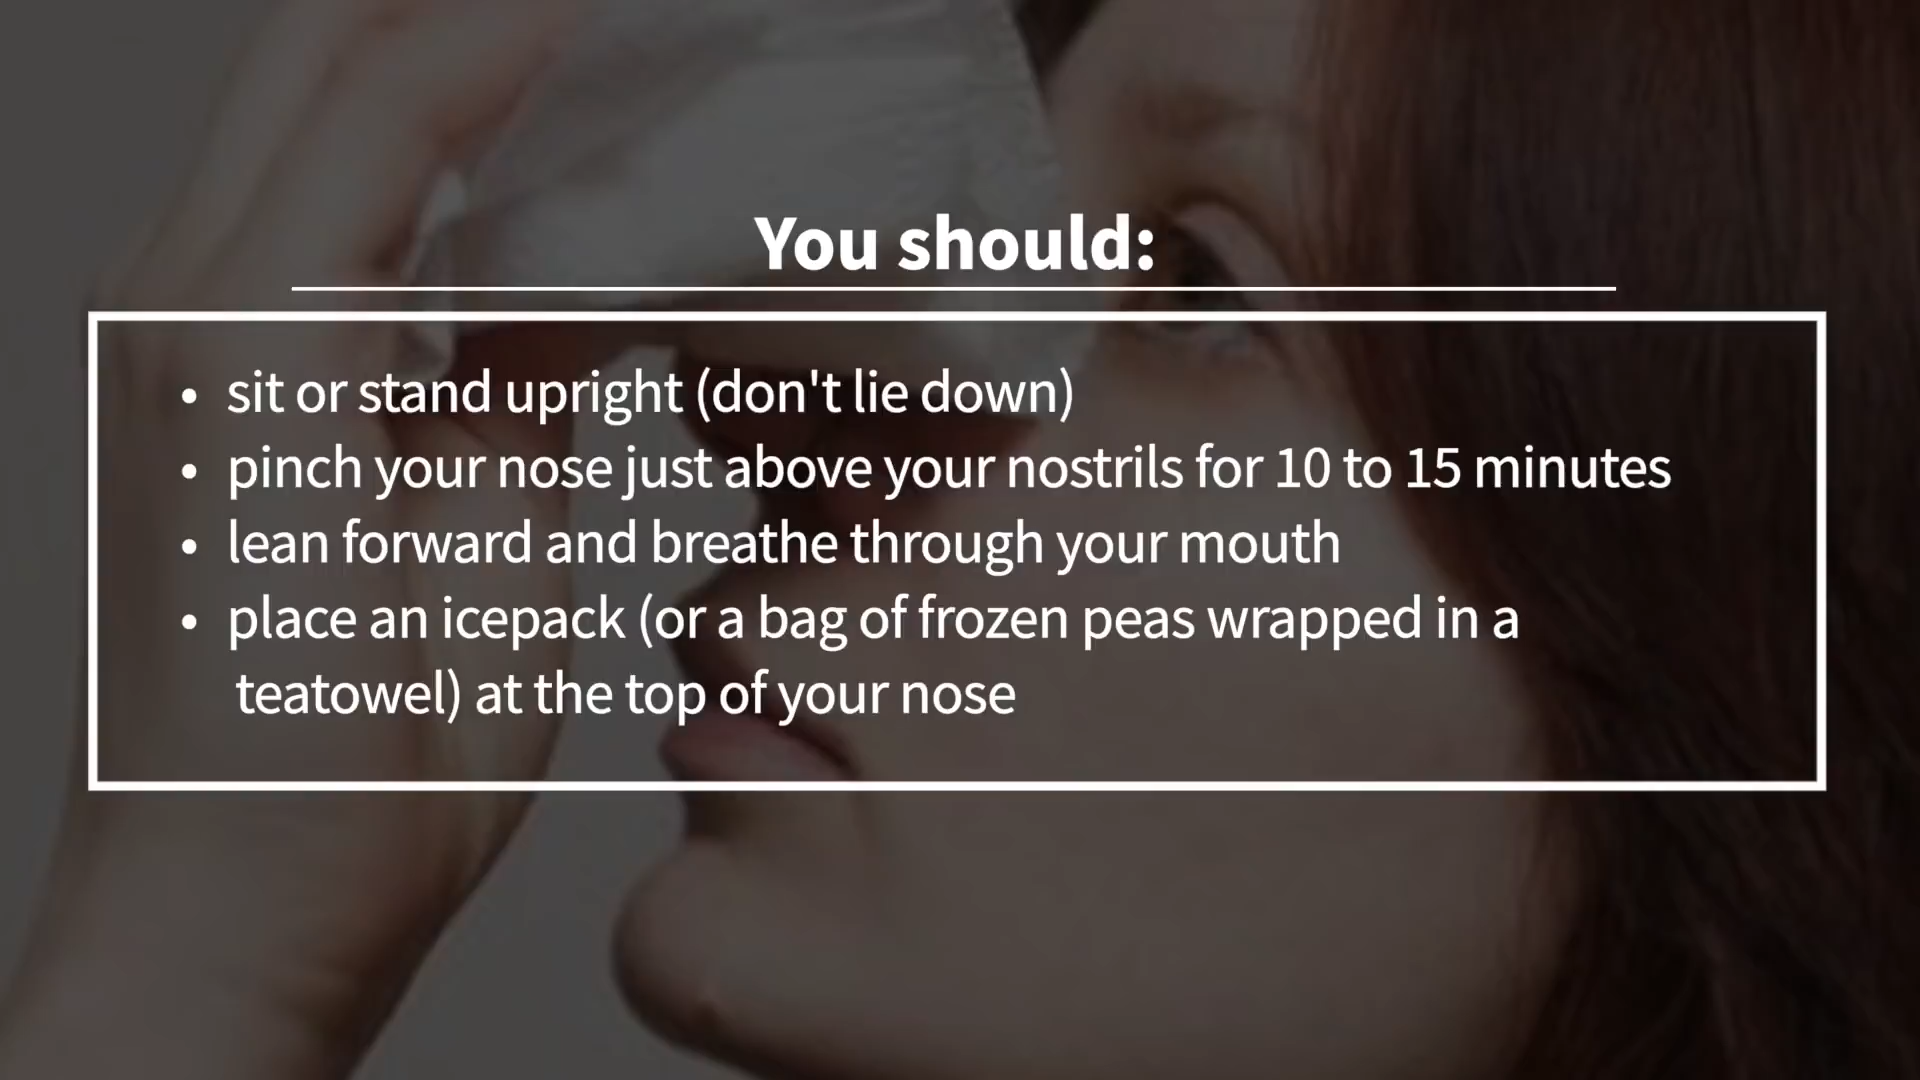 You should:
• sit or stand upright (don't lie down)
• pinch your nose just above your nostrils for 10 to 15 minutes
• lean forward and breathe through your mouth
• place an icepack (or a bag of frozen peas wrapped in a
teatowel) at the top of your nose